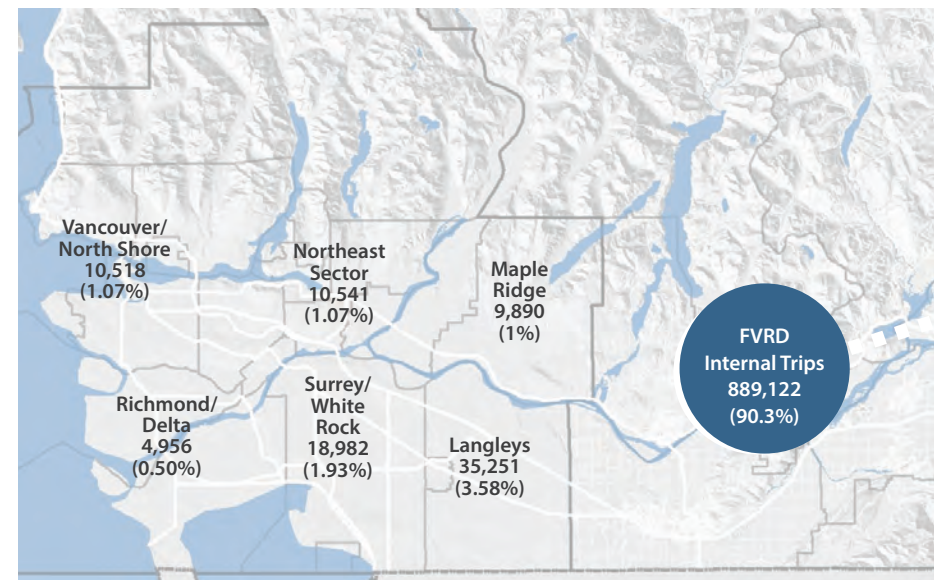 Vancouver/
North Shore
10,518
(1.07%)
Northeast
Sector
10,541
(1.07%)
Maple
Ridge
9,890
(1%)
FVRD
Internal Trips
889,122
(90.3%)
Richmond/
Delta
4,956
(0.50%)
Surrey/
White
Rock
18,982
(1.93%)
Langleys
35,251
(3.58%)